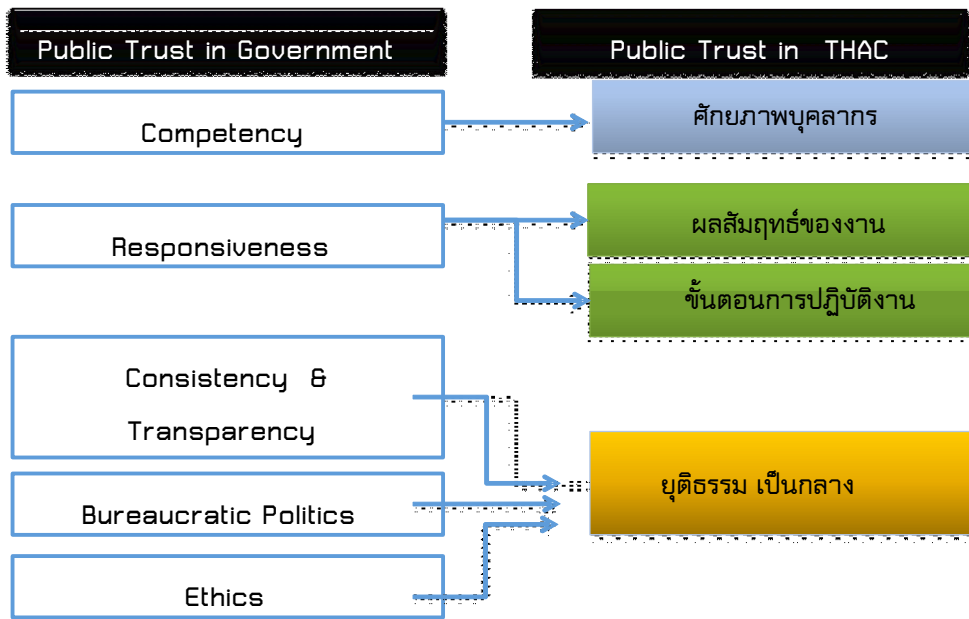 Public Trust in Government
Public Trust in THAC
Competency
ศักยภาพบุคลากร
Responsiveness
ผลสัมฤทธ์ของงาน
ขั้นตอนการปฏิบัติงาน
Consistency &
Transparency
ยุติธรรม เป็นกลาง
Bureaucratic Politics
Ethics